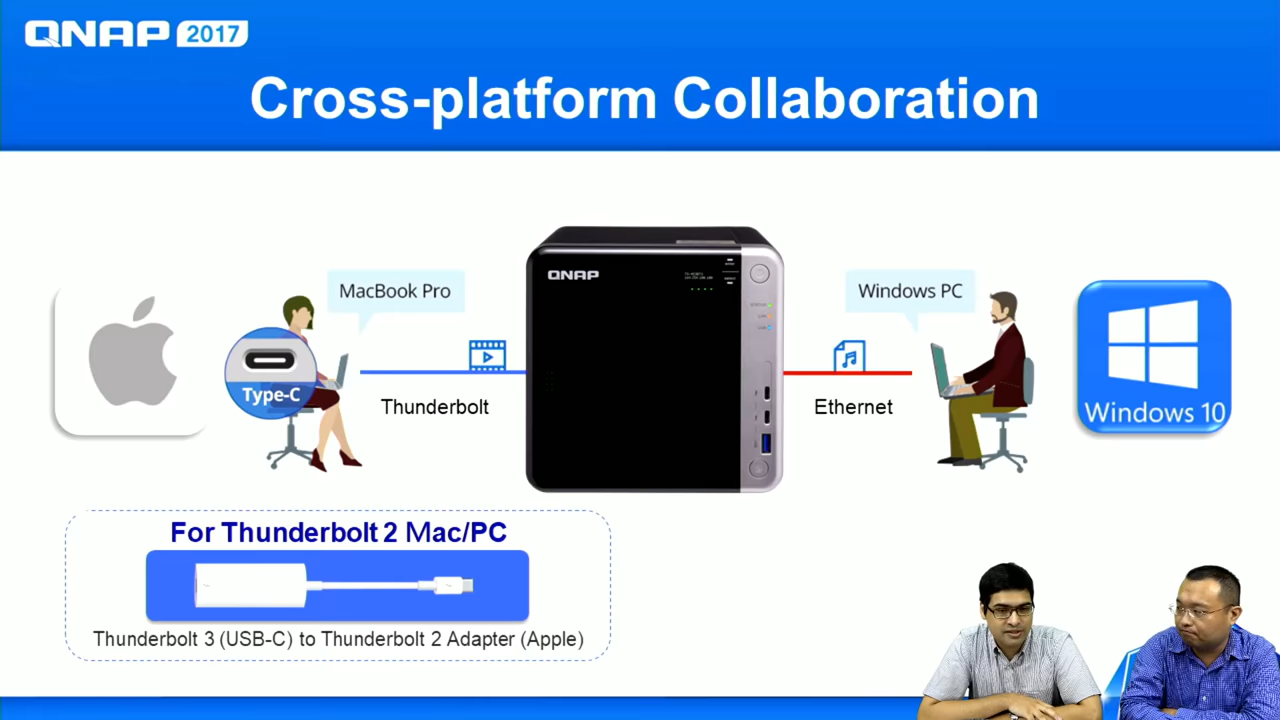 QNAP 2017
Cross-platform Collaboration
MacBook Pro
Windows PC
QNAP
Type-C
Thunderbolt
Ethernet
Windows 10
For Thunderbolt 2 Mac/PC
Thunderbolt 3 (USB-C) to Thunderbolt 2 Adapter (Apple)